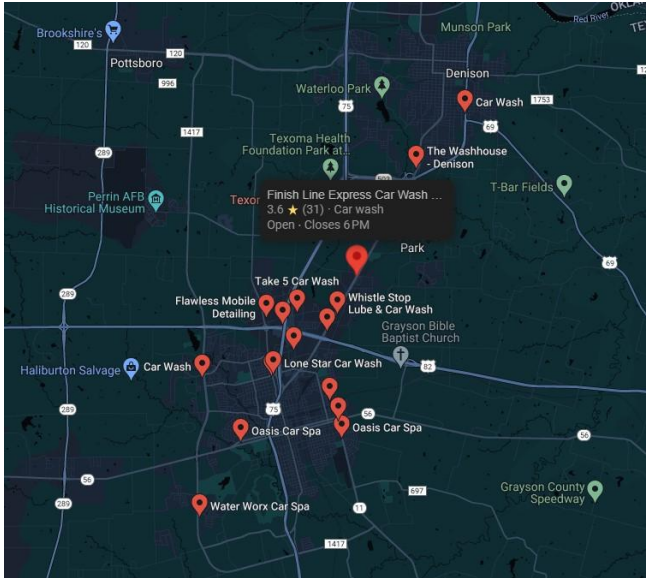 OKLA
Red River
TE
Munson Park
Brookshire's
120
120
Pottsboro
996
Denison
Waterloo Park
75
Car Wash
1753
12
69
1417
Texoma Health
Foundation Park at...
The Washhouse
- Denison
289
503
T-Bar Fields
Perrin AFB
Historical Museum
Texor
Finish Line Express Car Wash ...
3.6 ★ (31) · Car wash
Open · Closes 6 PM
Park
69
289
Take 5 Car Wash
Flawless Mobile
Detailing
Whistle Stop
Lube & Car Wash
Grayson Bible
Baptist Church
Haliburton Salvage
Car Wash
Lone Star Car Wash
82
289
75
56
Oasis Car Spa
Oasis Car Spa
56
56
Grayson County
Speedway
697
289
Water Worx Car Spa
11
1417